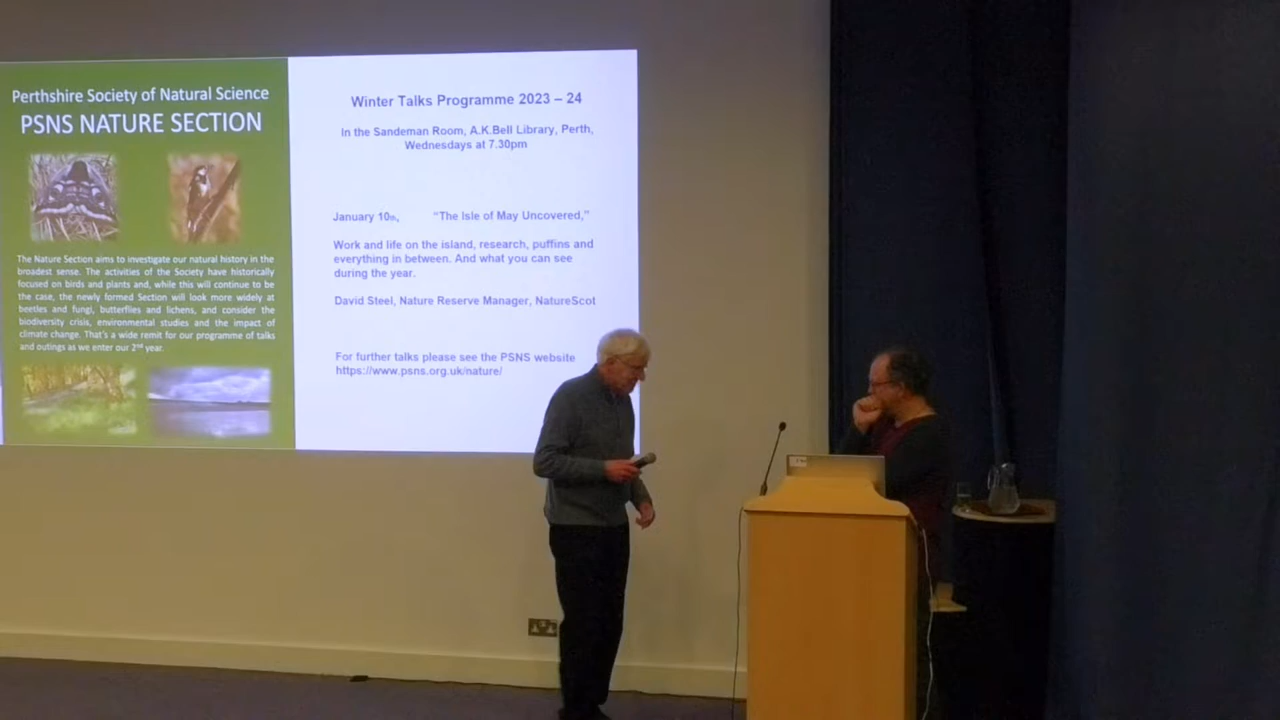 Perthshire Society of Natural Science
PSNS NATURE SECTION
The Nature Section aims to investigate our natural history in the
broadest sense. The activities of the Society have historically
focused on birds and plants and, while this will continue to be
the case, the newly formed Section will look more widely at
beetles and fungi, butterflies and lichens, and consider the
biodiversity crisis, environmental studies and the impact of
climate change. That's a wide remit for our programme of talks
and outings as we enter our 2nd year.
Winter Talks Programme 2023 – 24
In the Sandeman Room, A.K.Bell Library, Perth,
Wednesdays at 7.30pm
January 10th, "The Isle of May Uncovered,"
Work and life on the island, research, puffins and
everything in between. And what you can see
during the year.
David Steel, Nature Reserve Manager, NatureScot
For further talks please see the PSNS website
https://www.psns.org.uk/nature/